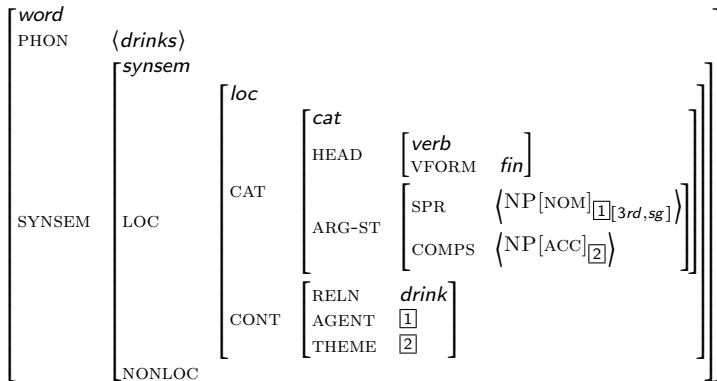 word
PHON ⟨drinks⟩
synsem
loc
cat
HEAD
verb
VFORM fin
CAT
SPR ⟨NP[NOM]1[3rd,sg]⟩
SYNSEM LOC ARG-ST
COMPS ⟨NP[ACC]2⟩
RELN drink
CONT AGENT 1
THEME 2
NONLOC